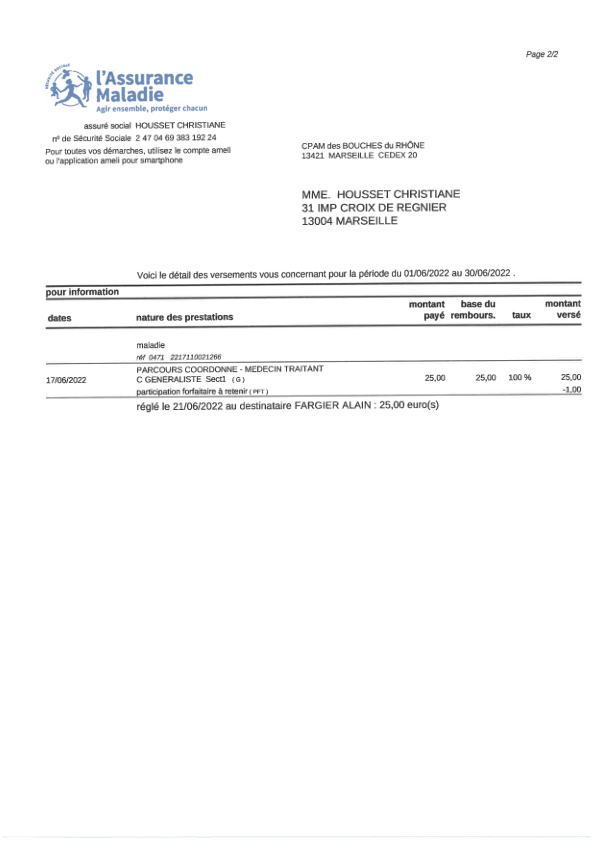 Page 2/2
SÉCURITÉ SOCIALE
l'Assurance
Maladie
Agir ensemble, protéger chacun
assuré social HOUSSET CHRISTIANE
nº de Sécurité Sociale 2 47 04 69 383 192 24
Pour toutes vos démarches, utilisez le compte ameli
ou l'application ameli pour smartphone
CPAM des BOUCHES du RHÔNE
13421 MARSEILLE CEDEX 20
MME. HOUSSET CHRISTIANE
31 IMP CROIX DE REGNIER
13004 MARSEILLE
Voici le détail des versements vous concernant pour la période du 01/06/2022 au 30/06/2022 .
pour information
dates nature des prestations montant payé base du rembours. taux montant versé
maladie
réf 0471 2217110021266
PARCOURS COORDONNE - MEDECIN TRAITANT
17/06/2022 C GENERALISTE Sect1 ( G ) 25,00 25,00 100 % 25,00
participation forfaitaire à retenir ( PFT ) -1,00
réglé le 21/06/2022 au destinataire FARGIER ALAIN : 25,00 euro(s)